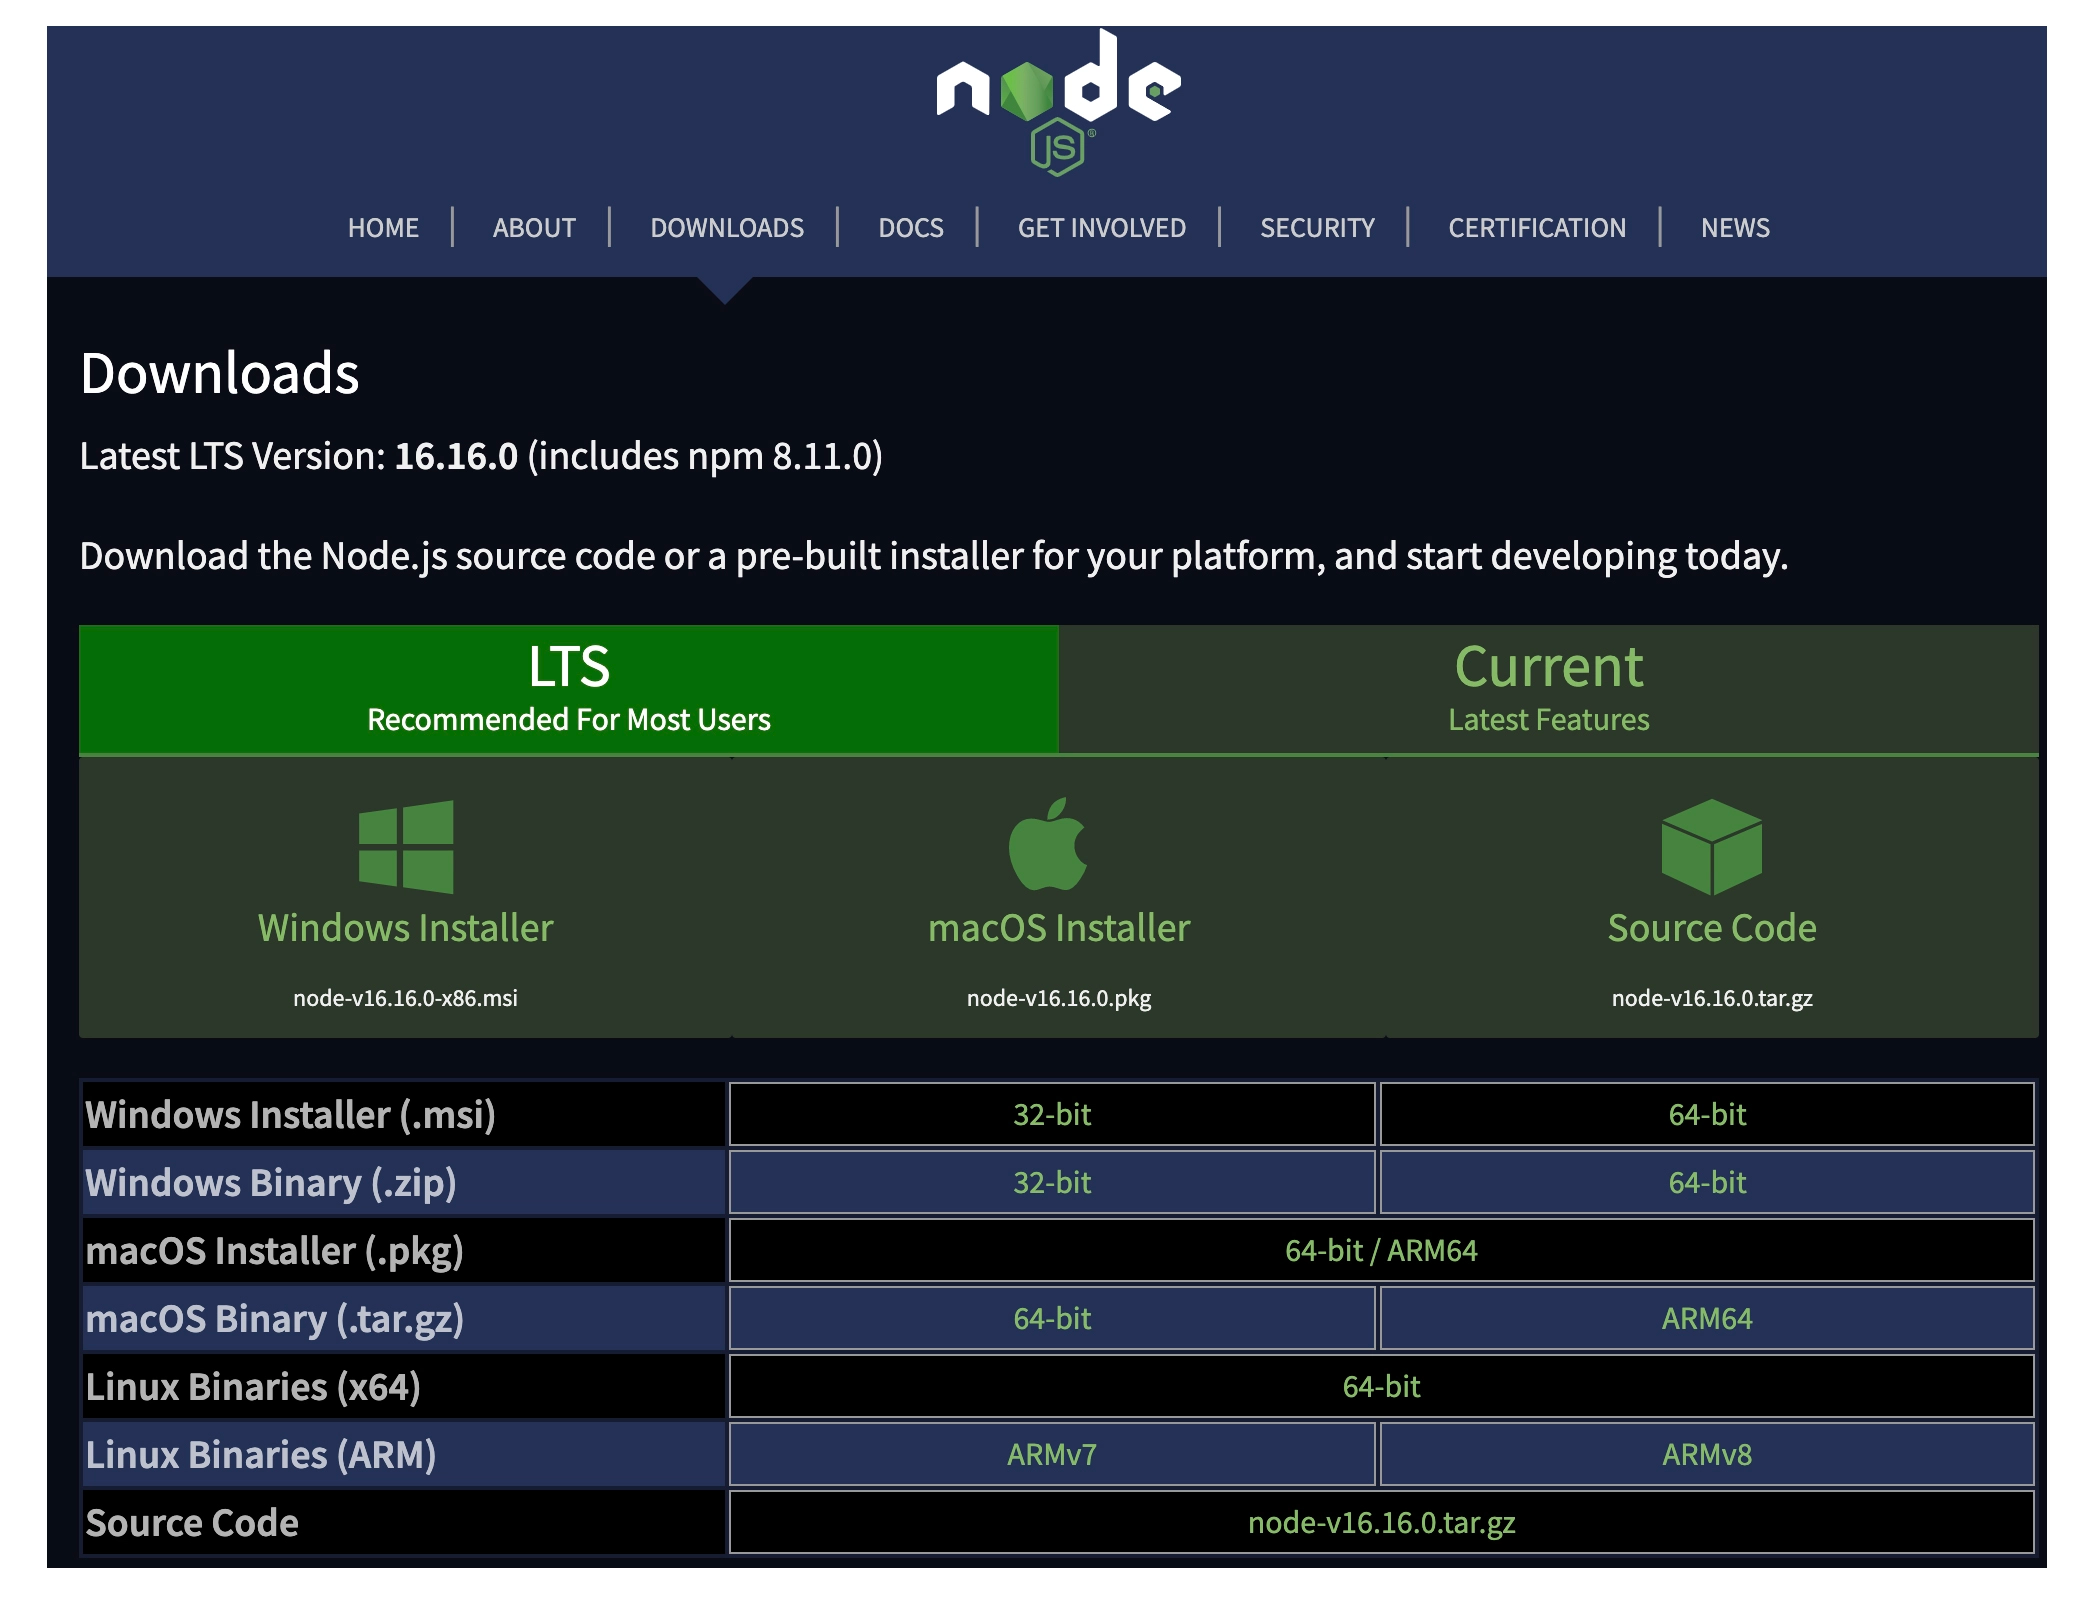 node
JS®
HOME | ABOUT | DOWNLOADS | DOCS | GET INVOLVED | SECURITY | CERTIFICATION | NEWS
Downloads
Latest LTS Version: 16.16.0 (includes npm 8.11.0)
Download the Node.js source code or a pre-built installer for your platform, and start developing today.
LTS
Recommended For Most Users
Current
Latest Features
Windows Installer
node-v16.16.0-x86.msi
macOS Installer
node-v16.16.0.pkg
Source Code
node-v16.16.0.tar.gz
Windows Installer (.msi) 32-bit 64-bit
Windows Binary (.zip) 32-bit 64-bit
macOS Installer (.pkg) 64-bit / ARM64
macOS Binary (.tar.gz) 64-bit ARM64
Linux Binaries (x64) 64-bit
Linux Binaries (ARM) ARMv7 ARMv8
Source Code node-v16.16.0.tar.gz